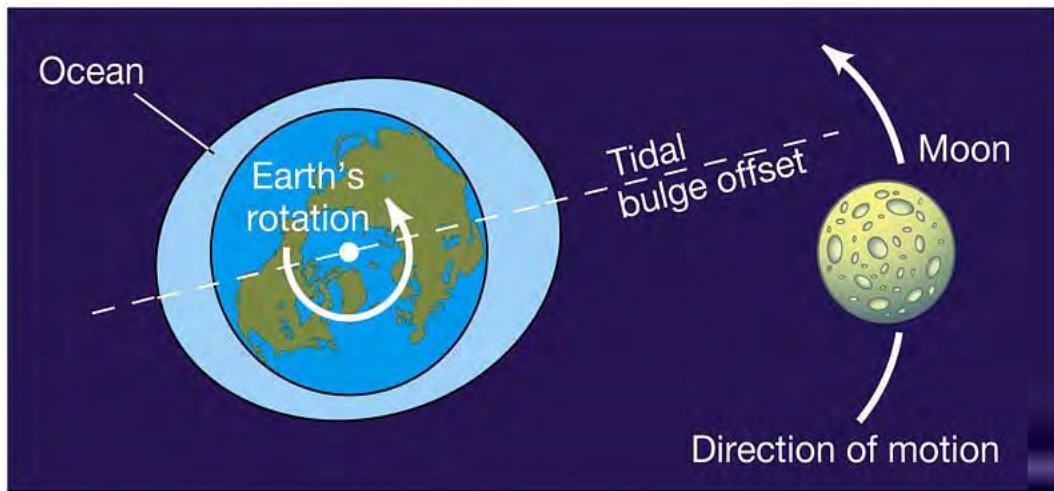 Ocean
Earth's
rotation
Tidal
bulge offset
Moon
Direction of motion